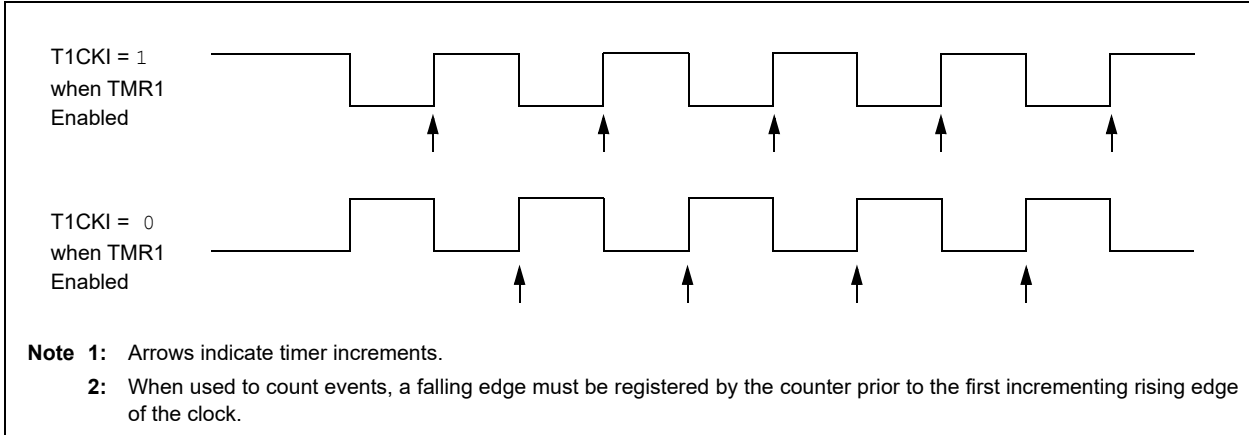 T1CKI = 1
when TMR1
Enabled
T1CKI = 0
when TMR1
Enabled
Note 1: Arrows indicate timer increments.
2: When used to count events, a falling edge must be registered by the counter prior to the first incrementing rising edge
of the clock.